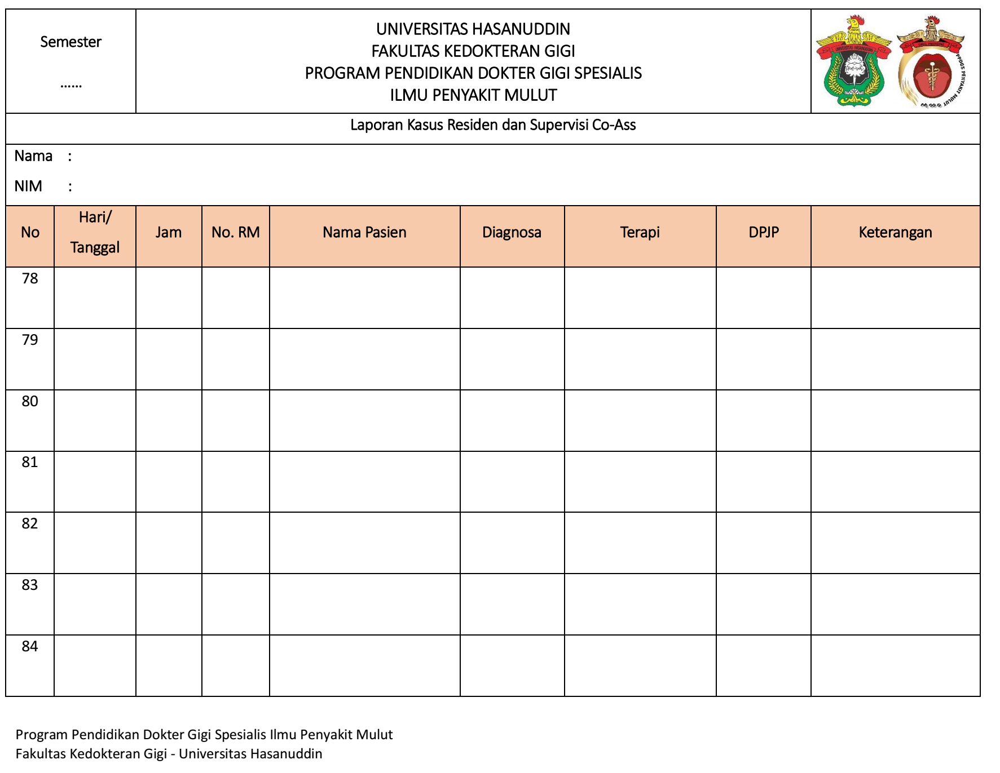 Semester
......
UNIVERSITAS HASANUDDIN
FAKULTAS KEDOKTERAN GIGI
PROGRAM PENDIDIKAN DOKTER GIGI SPESIALIS
ILMU PENYAKIT MULUT
UNIVERSITAS HASANUDDIN
ORAL MEDICINE
PPDGS PENYAKIT MULUT
Laporan Kasus Residen dan Supervisi Co-Ass
Nama :
NIM :
No Hari/ Jam No. RM Nama Pasien Diagnosa Terapi DPJP Keterangan
Tanggal
78
79
80
81
82
83
84
Program Pendidikan Dokter Gigi Spesialis Ilmu Penyakit Mulut
Fakultas Kedokteran Gigi - Universitas Hasanuddin